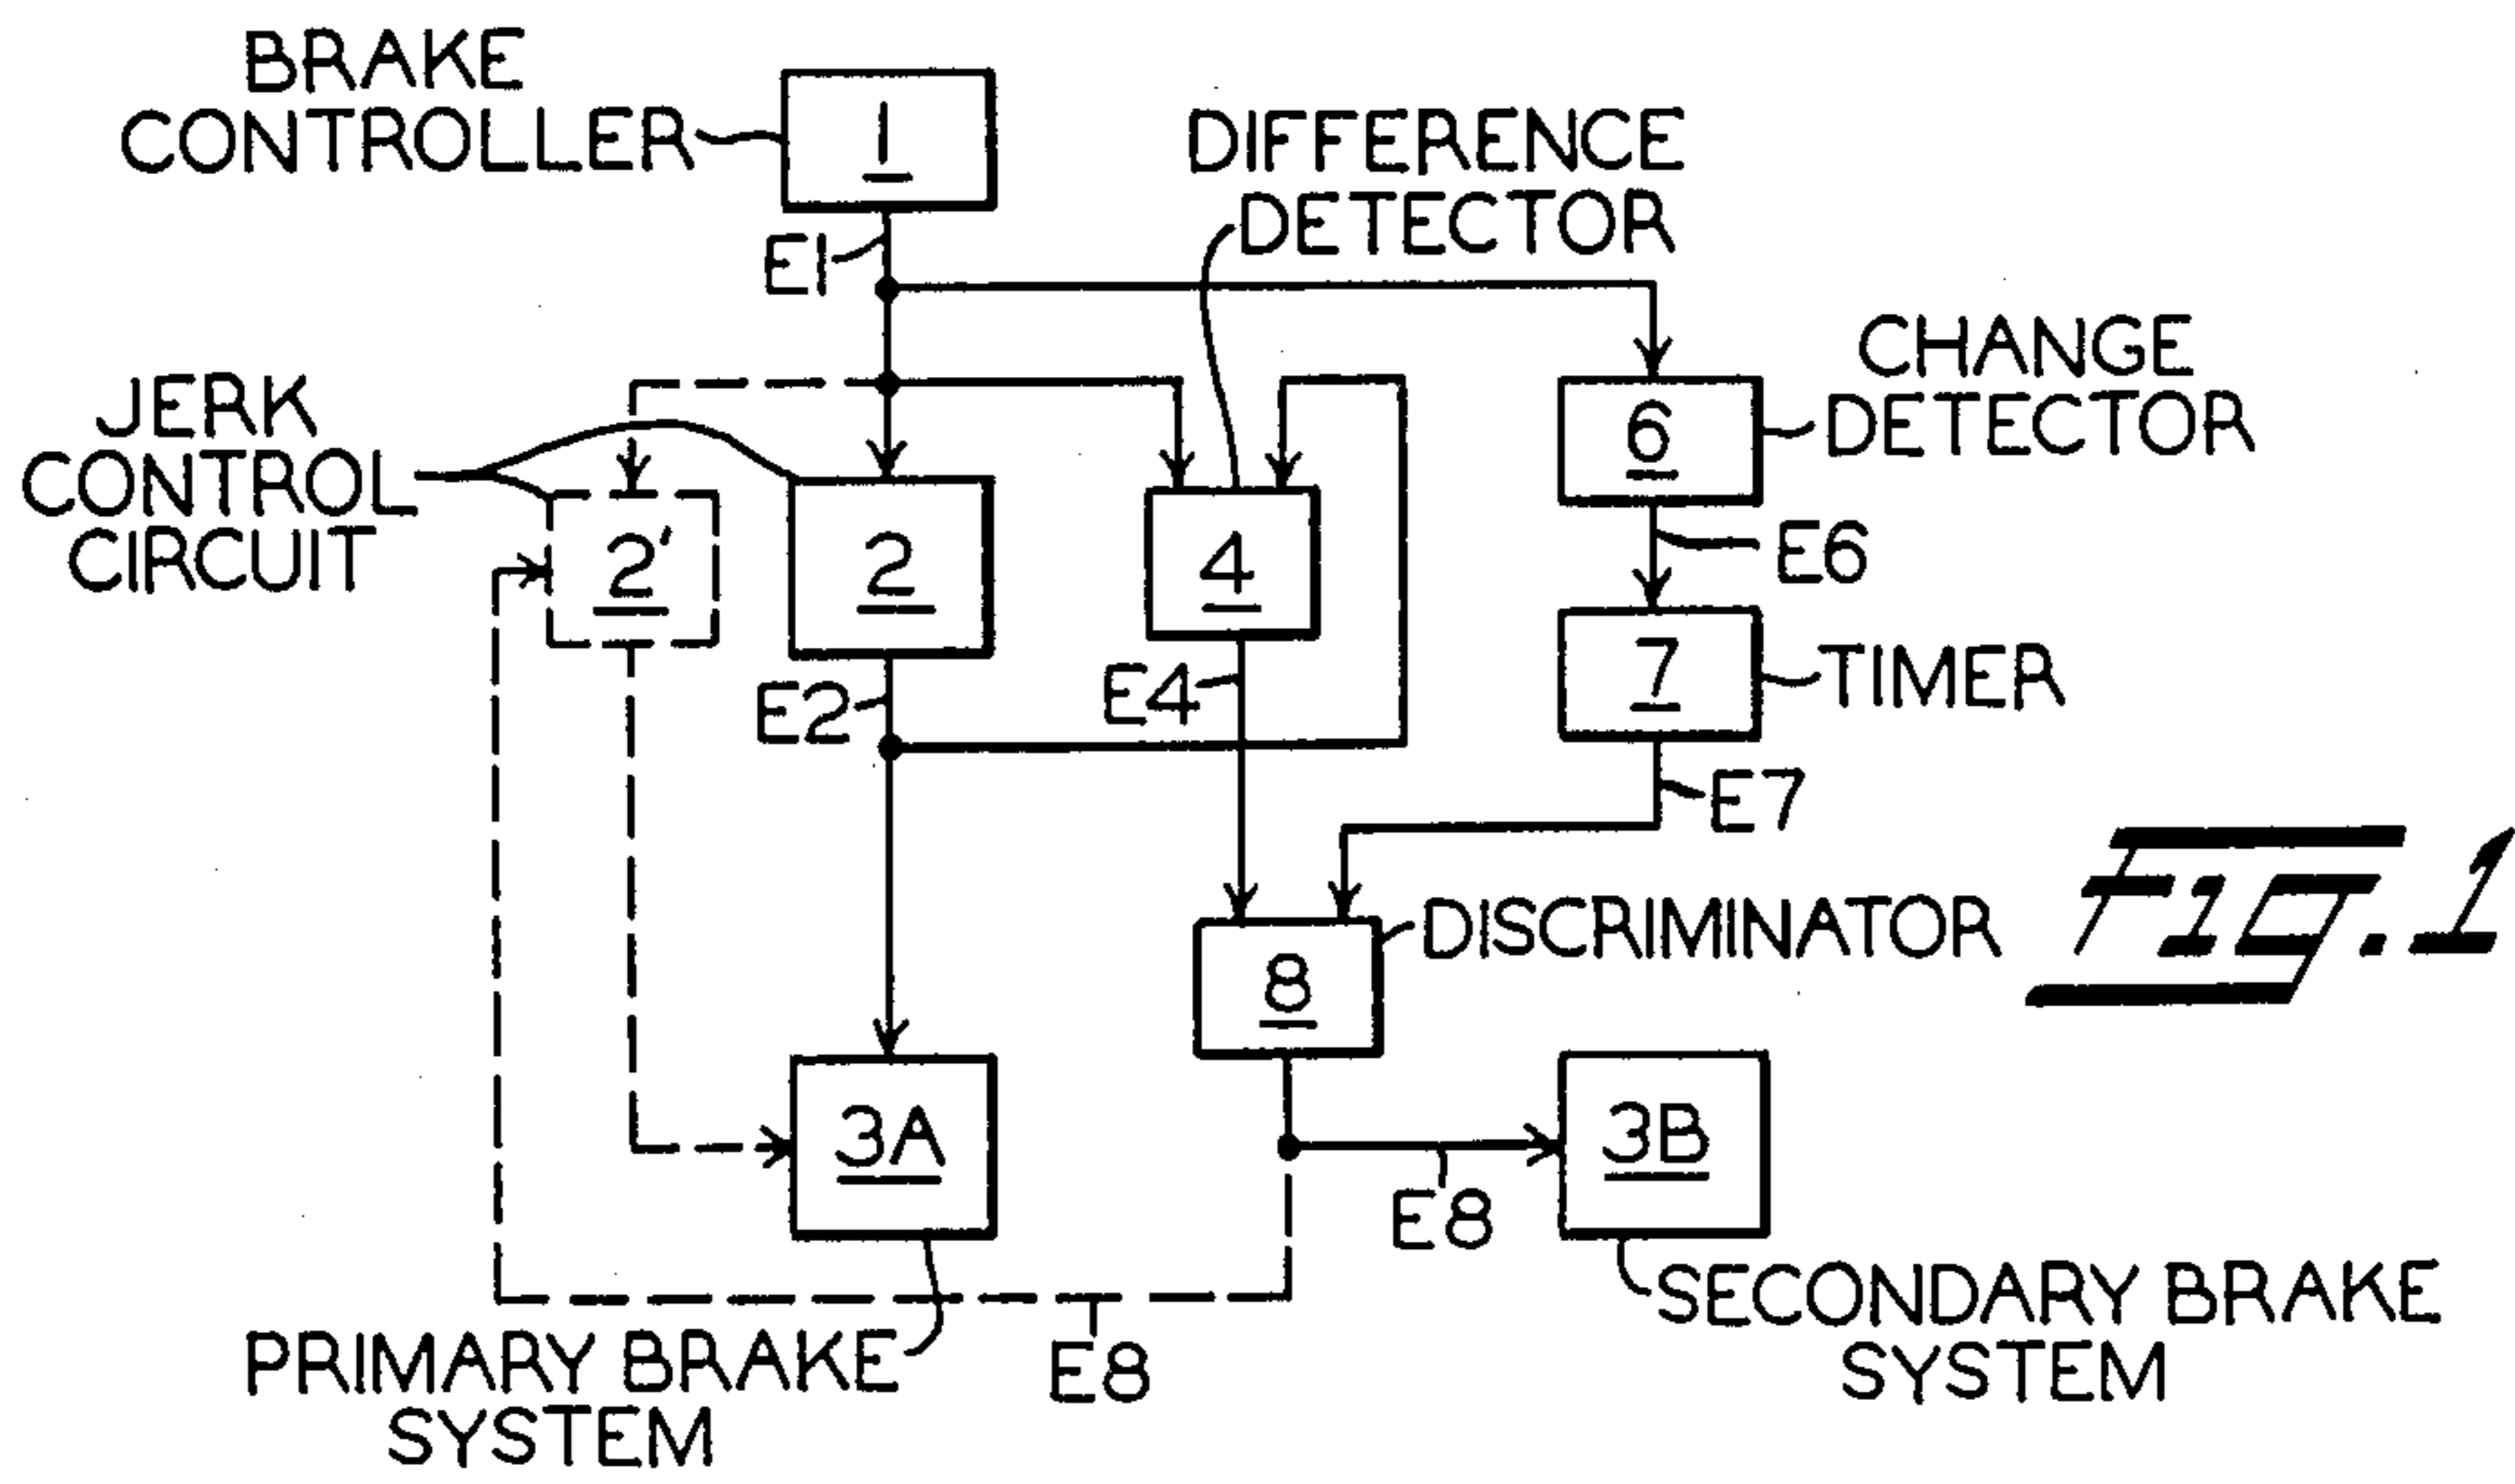 BRAKE
CONTROLLER
1
DIFFERENCE
DETECTOR
E1
CHANGE
DETECTOR
6
JERK
CONTROL
CIRCUIT
2'
2
4
E6
7
TIMER
E2
E4
E7
DISCRIMINATOR
8
FIG. 1
3A
3B
E8
SECONDARY BRAKE
SYSTEM
PRIMARY BRAKE
SYSTEM
E8